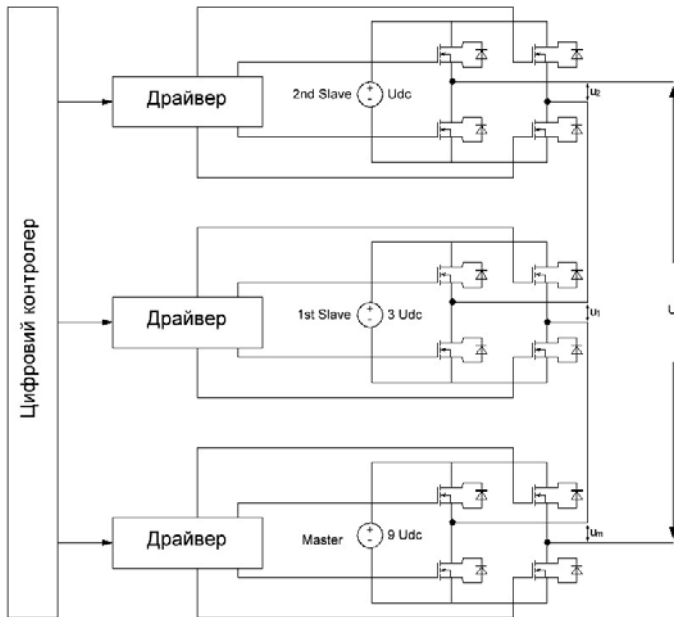 Цифровий контролер
Драйвер
2nd Slave
+
-
Udc
u2
Драйвер
1st Slave
+
-
3 Udc
u1
U
Драйвер
Master
+
-
9 Udc
um